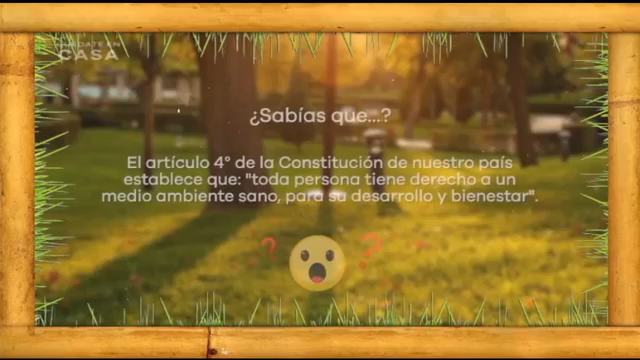 CASA
¿Sabías que...?
El artículo 4° de la Constitución de nuestro país
establece que: "toda persona tiene derecho a un
medio ambiente sano, para su desarrollo y bienestar".
? ?